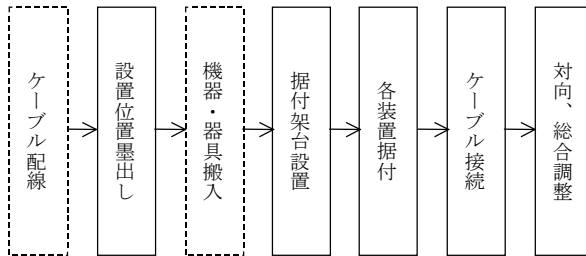 ケーブル配線
設置位置墨出し
機器・器具搬入
据付架台設置
各装置据付
ケーブル接続
対向、総合調整